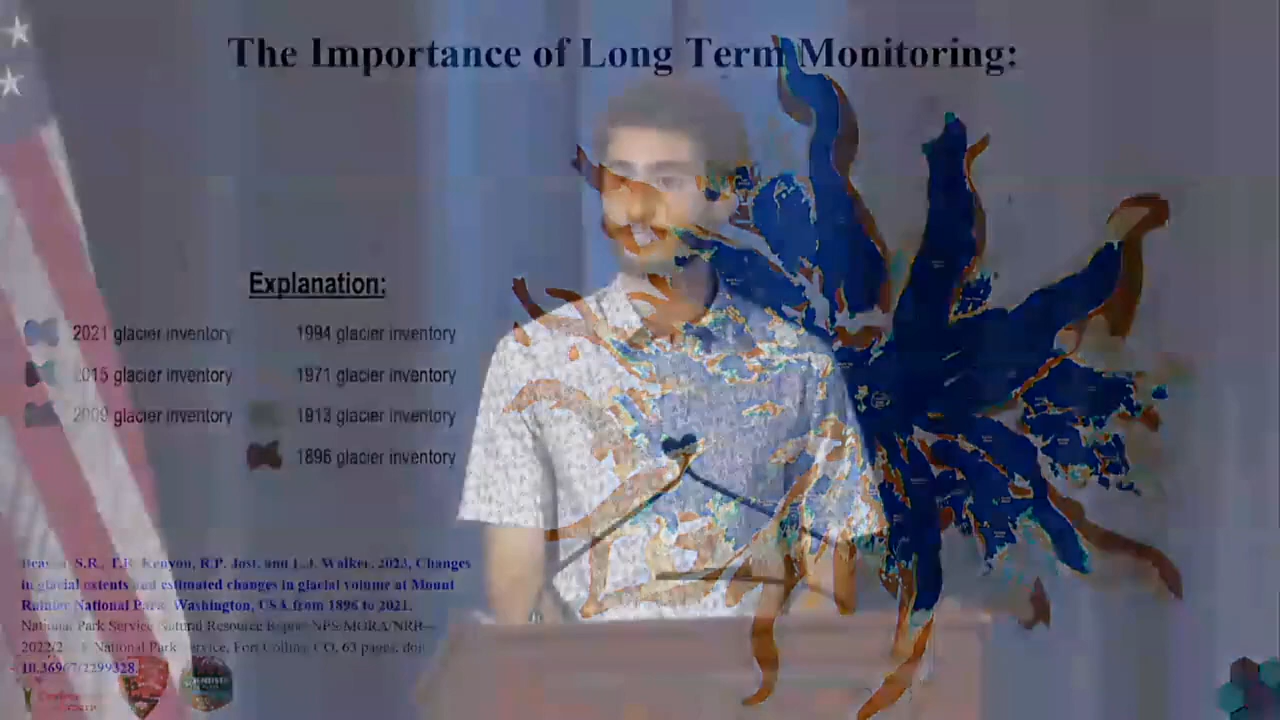 The Importance of Long Term Monitoring:
Explanation:
2021 glacier inventory
1994 glacier inventory
2015 glacier inventory
1971 glacier inventory
2009 glacier inventory
1913 glacier inventory
1896 glacier inventory
S.R., T.R. Kenyon, R.P. Jost, and L.J. Walker, 2023, Changes
in glacial extents and estimated changes in glacial volume at Mount
Rainier National Park, Washington, USA from 1896 to 2021.
National Park Service Natural Resource Report NPS/MORA/NRR—
National Park Service, Fort Collins, CO, 63 pages, doi: